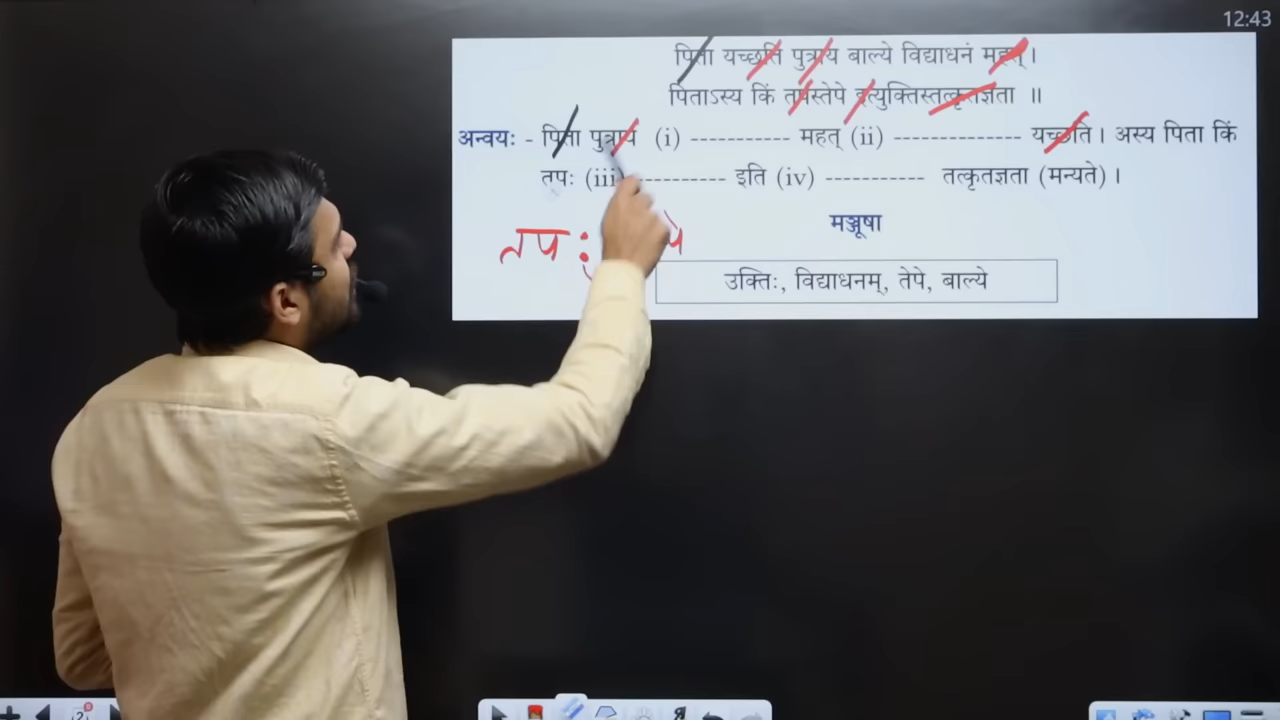 12:43
पिता यच्छति पुत्राय बाल्ये विद्याधनं महत् ।
पिताऽस्य किं तपस्तेपे इत्युक्तिस्तत्कृतज्ञता ॥
अन्वयः - पिता पुत्राय (i) ----------- महत् (ii) -------------- यच्छति । अस्य पिता किं
तपः (iii) ----------- इति (iv) ----------- तत्कृतज्ञता (मन्यते) ।
तप :
मञ्जूषा
उक्तिः, विद्याधनम्, तेपे, बाल्ये